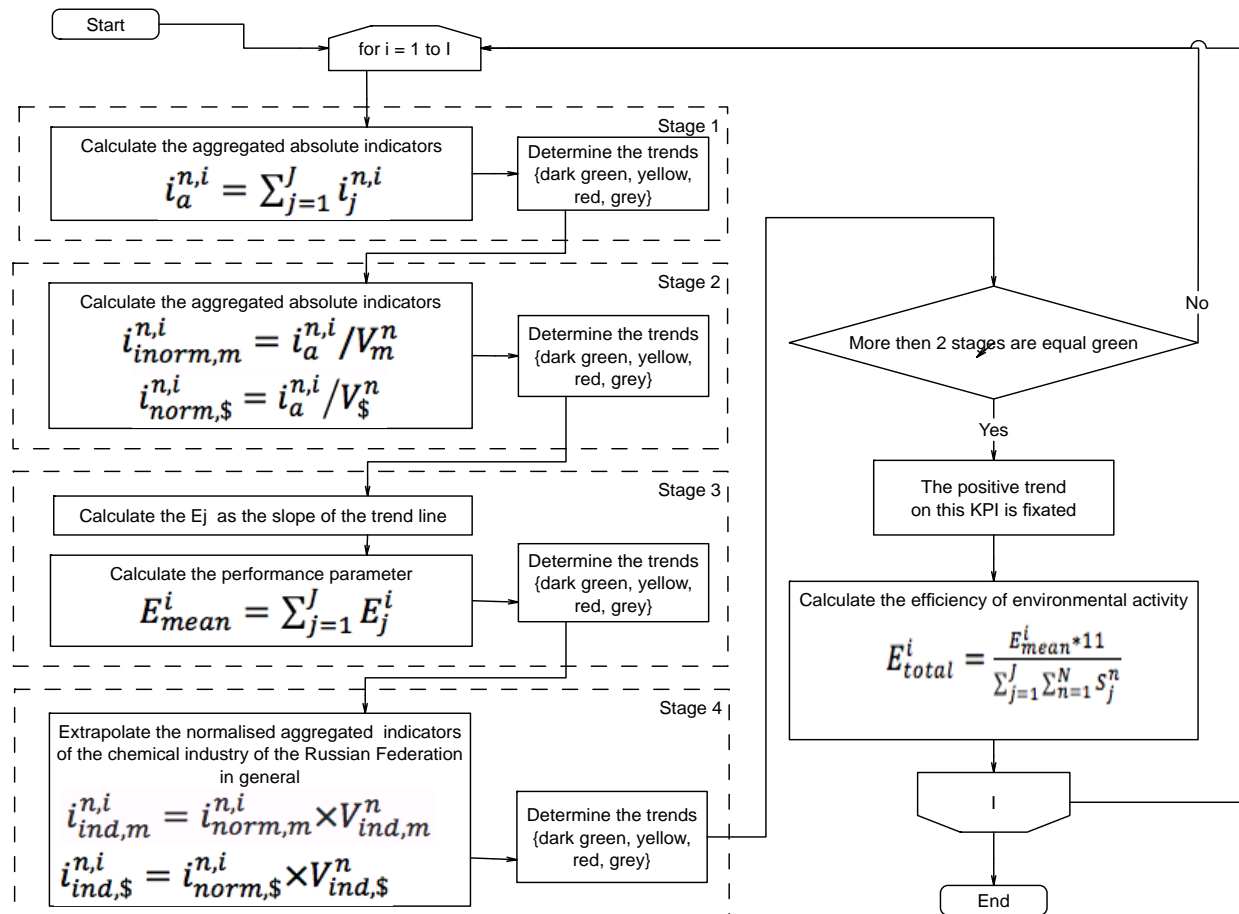 Start
for i = 1 to I
Stage 1
Calculate the aggregated absolute indicators
i_a^{n,i} = ∑_{j=1}^{J} i_j^{n,i}
Determine the trends
{dark green, yellow,
red, grey}
Stage 2
Calculate the aggregated absolute indicators
i_{inorm,m}^{n,i} = i_a^{n,i}/V_m^n
i_{norm,$}^{n,i} = i_a^{n,i}/V_$^n
Determine the trends
{dark green, yellow,
red, grey}
Stage 3
Calculate the Ej as the slope of the trend line
Calculate the performance parameter
E_{mean}^i = ∑_{j=1}^{J} E_j^i
Determine the trends
{dark green, yellow,
red, grey}
Stage 4
Extrapolate the normalised aggregated indicators
of the chemical industry of the Russian Federation
in general
i_{ind,m}^{n,i} = i_{norm,m}^{n,i}×V_{ind,m}^n
i_{ind,$}^{n,i} = i_{norm,$}^{n,i}×V_{ind,$}^n
Determine the trends
{dark green, yellow,
red, grey}
More then 2 stages are equal green
No
Yes
The positive trend
on this KPI is fixated
Calculate the efficiency of environmental activity
E_{total}^i = \frac{E_{mean}^i*11}{∑_{j=1}^{J} ∑_{n=1}^{N} S_j^n}
I
End